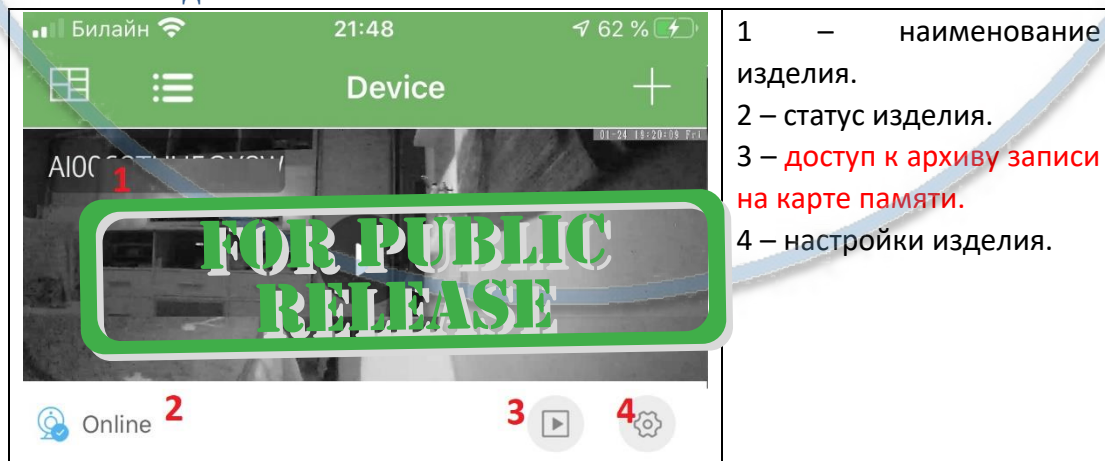 Билайн 21:48 62 %
Device
01-24 18:20:09 Fri
1
FOR PUBLIC
RELEASE
Online 2 3 4
1 – наименование
изделия.
2 – статус изделия.
3 – доступ к архиву записи
на карте памяти.
4 – настройки изделия.